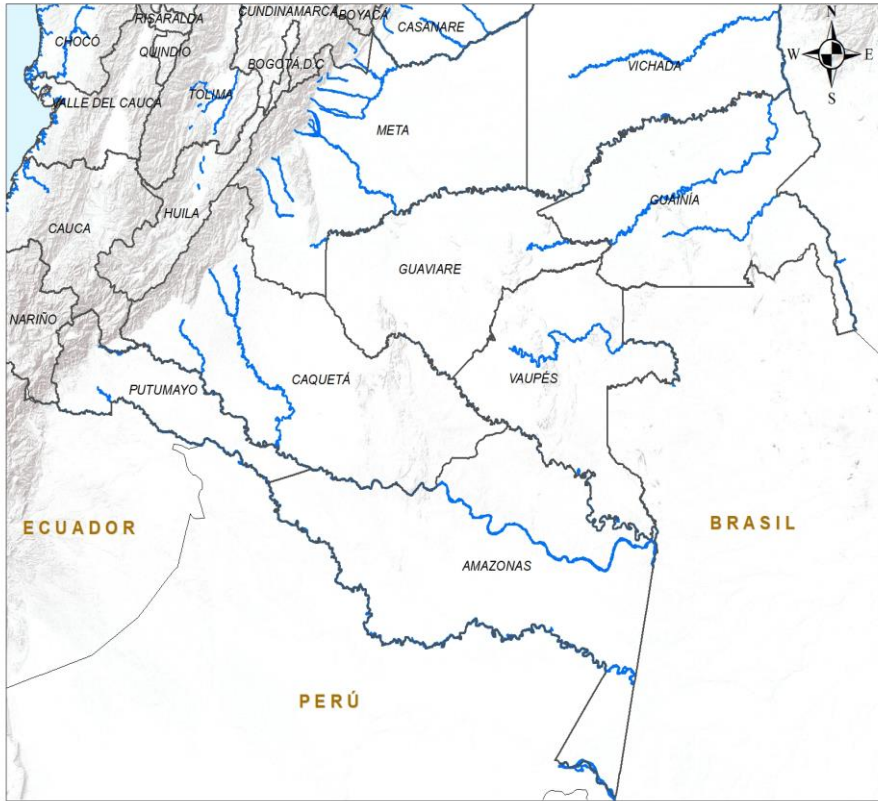 CUNDINAMARCA
BOYACÁ
RISARALDA
CASANARE
N
CHOCÓ
QUINDIO
BOGOTÁ D.C
VICHADA
W
E
TOLIMA
VALLE DEL CAUCA
S
META
GUAINÍA
HUILA
CAUCA
GUAVIARE
NARIÑO
CAQUETÁ
VAUPÉS
PUTUMAYO
ECUADOR
BRASIL
AMAZONAS
PERÚ